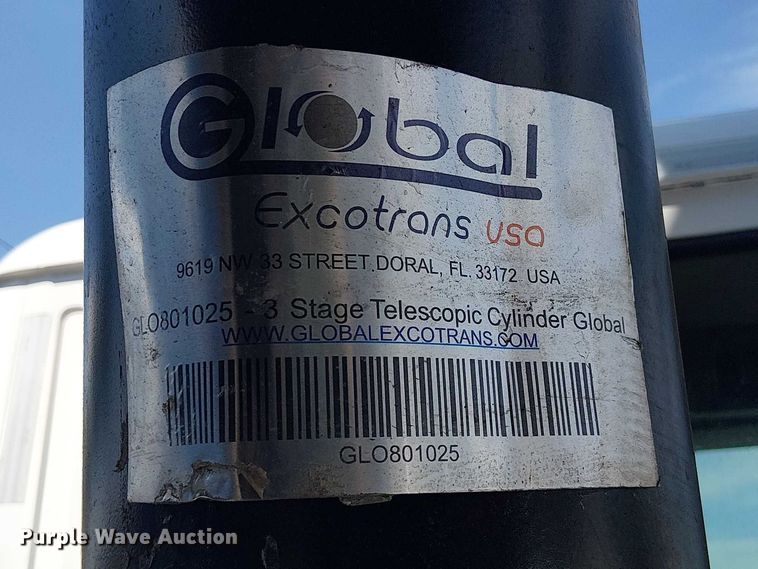 Global
Excotrans usa
9619 NW 33 STREET DORAL, FL. 33172 USA
GLO801025 - 3 Stage Telescopic Cylinder Global
WWW.GLOBALEXCOTRANS.COM
GLO801025
Purple Wave Auction